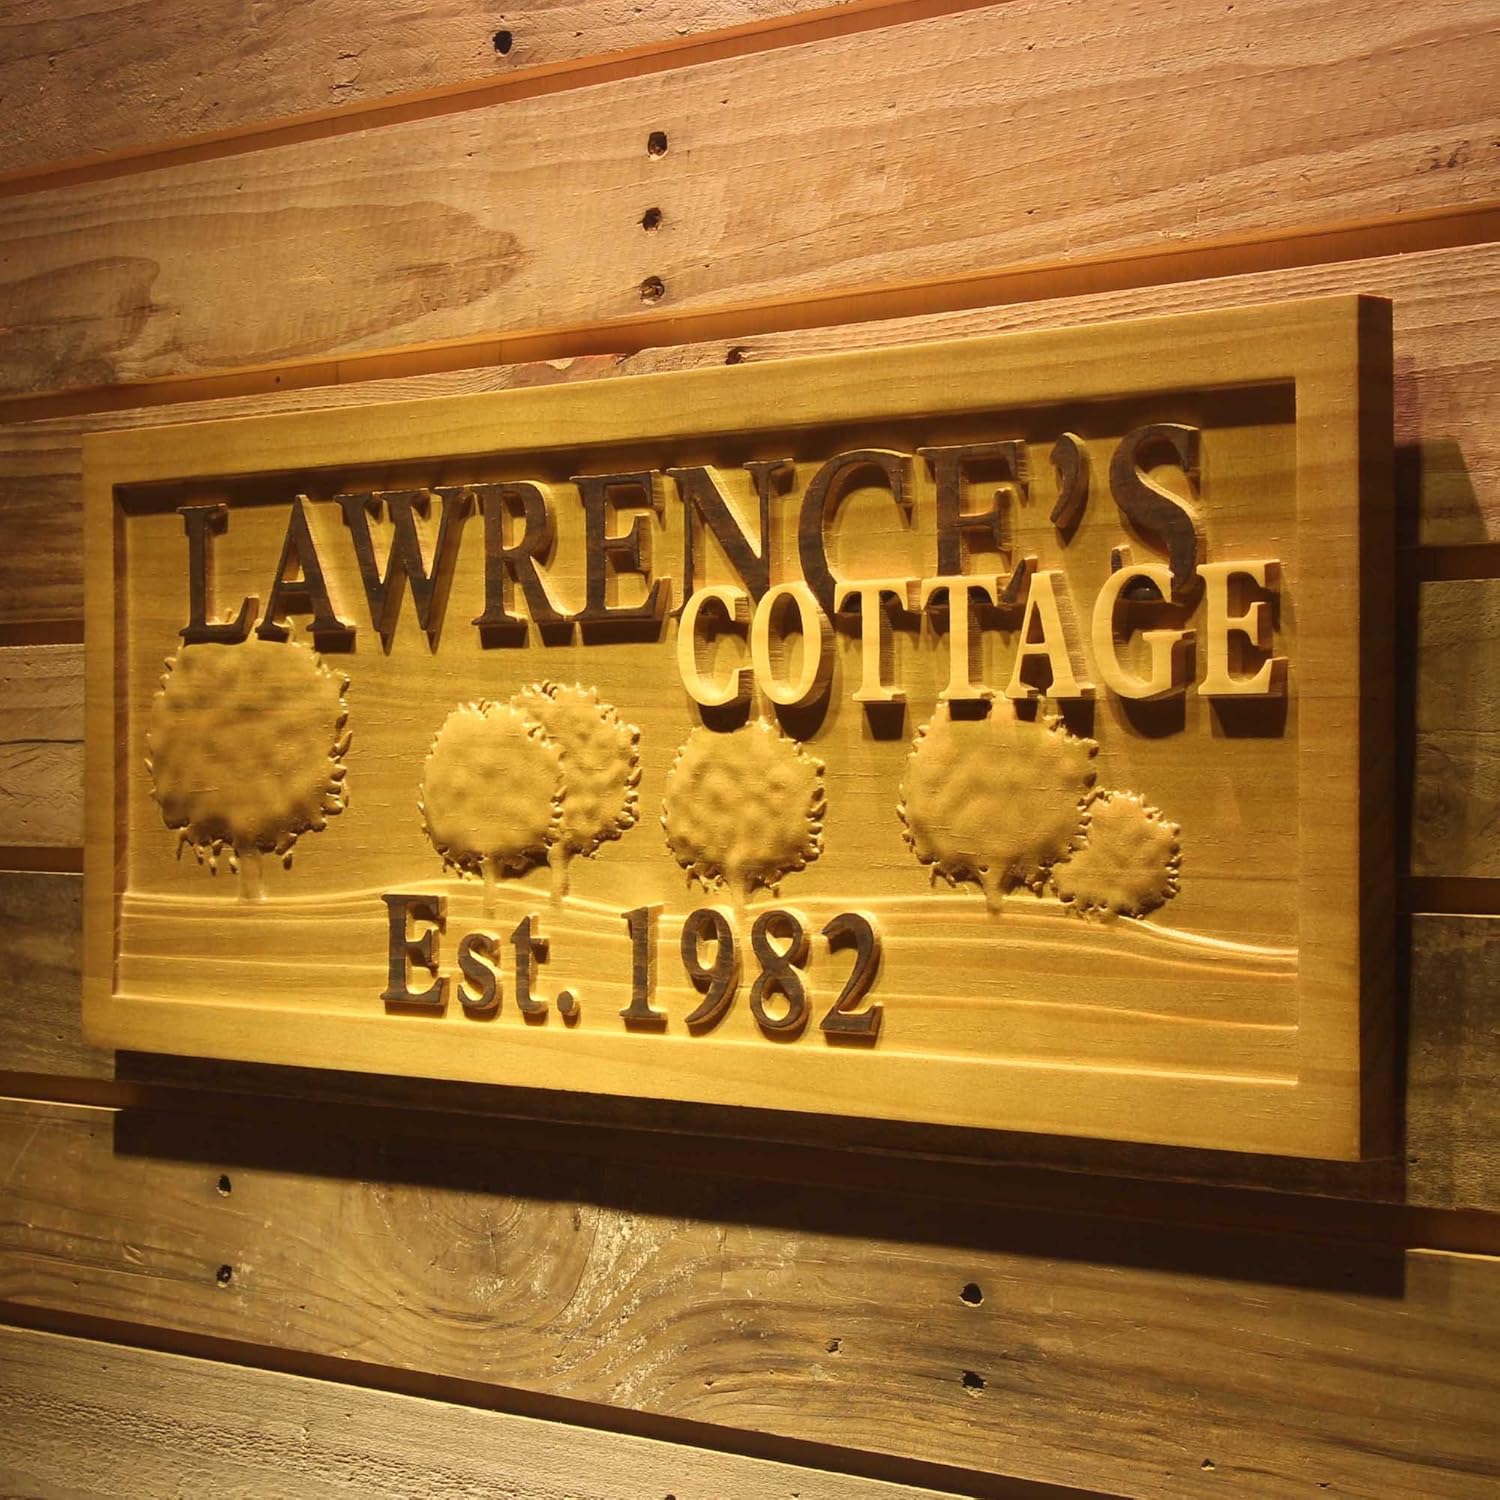 LAWRENCE'S
COTTAGE
Est. 1982